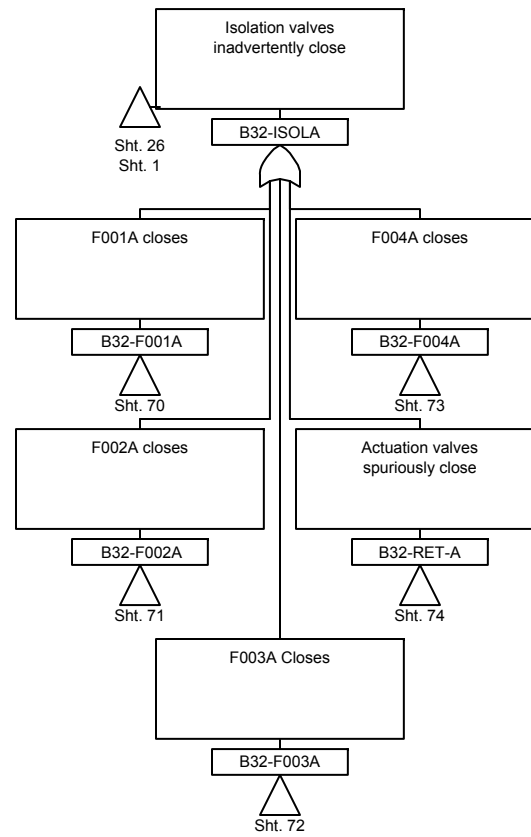 Isolation valves
inadvertently close
B32-ISOLA
Sht. 26
Sht. 1
F001A closes
B32-F001A
Sht. 70
F004A closes
B32-F004A
Sht. 73
F002A closes
B32-F002A
Sht. 71
Actuation valves
spuriously close
B32-RET-A
Sht. 74
F003A Closes
B32-F003A
Sht. 72